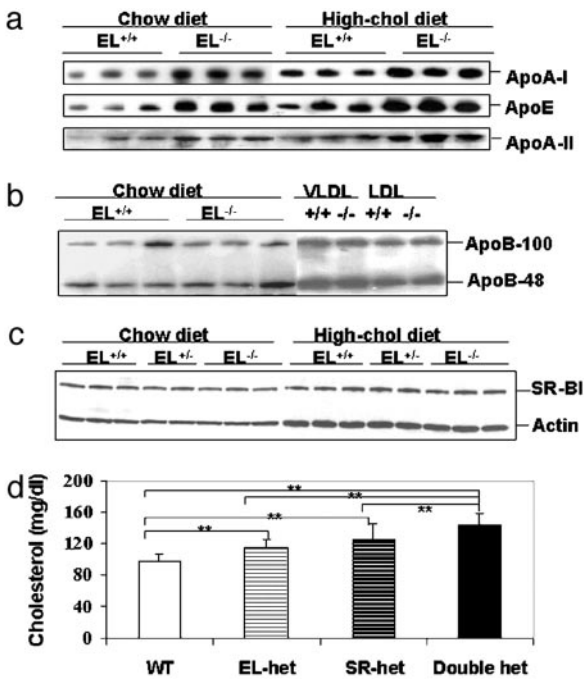 a
Chow diet High-chol diet
EL+/+ EL-/- EL+/+ EL-/-
ApoA-I
ApoE
ApoA-II
b
Chow diet VLDL LDL
EL+/+ EL-/- +/+ -/- +/+ -/-
ApoB-100
ApoB-48
c
Chow diet High-chol diet
EL+/+ EL+/- EL-/- EL+/+ EL+/- EL-/-
SR-BI
Actin
d
Cholesterol (mg/dl)
200
160
120
80
40
0
**
**
**
**
**
WT EL-het SR-het Double het